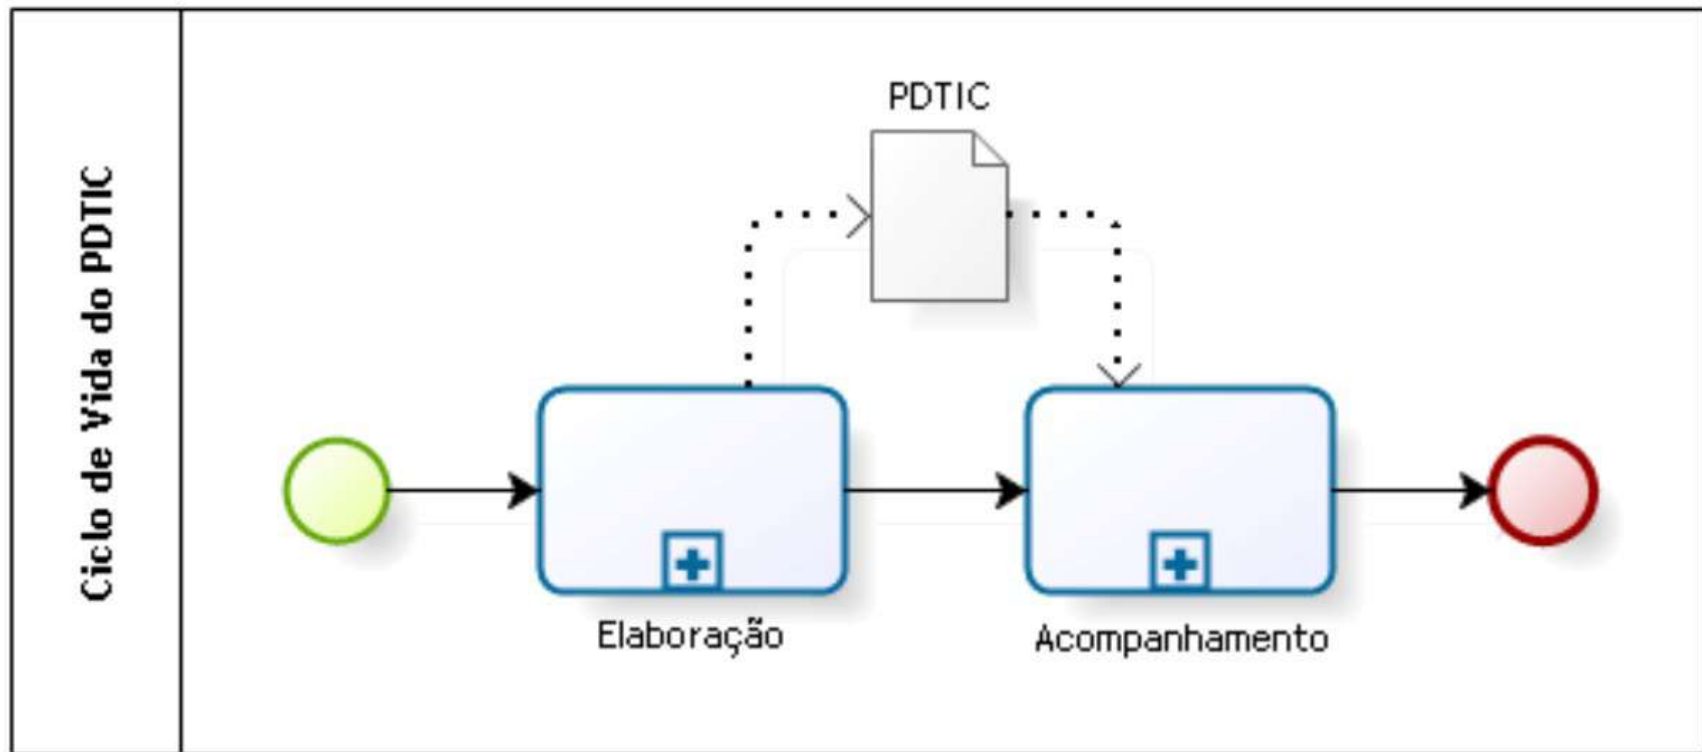 Ciclo de Vida do PDTIC
PDTIC
Elaboração
Acompanhamento